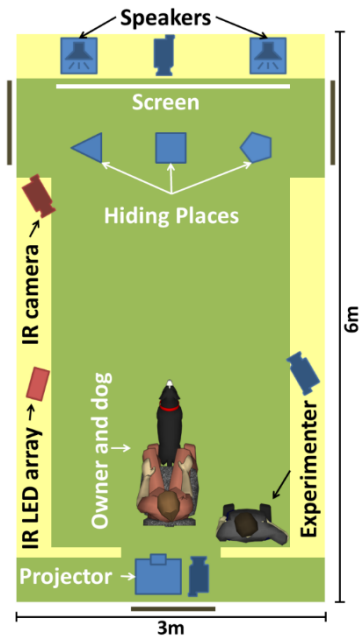 Speakers
Screen
Hiding Places
IR camera
6m
IR LED array
Owner and dog
Experimenter
Projector
3m